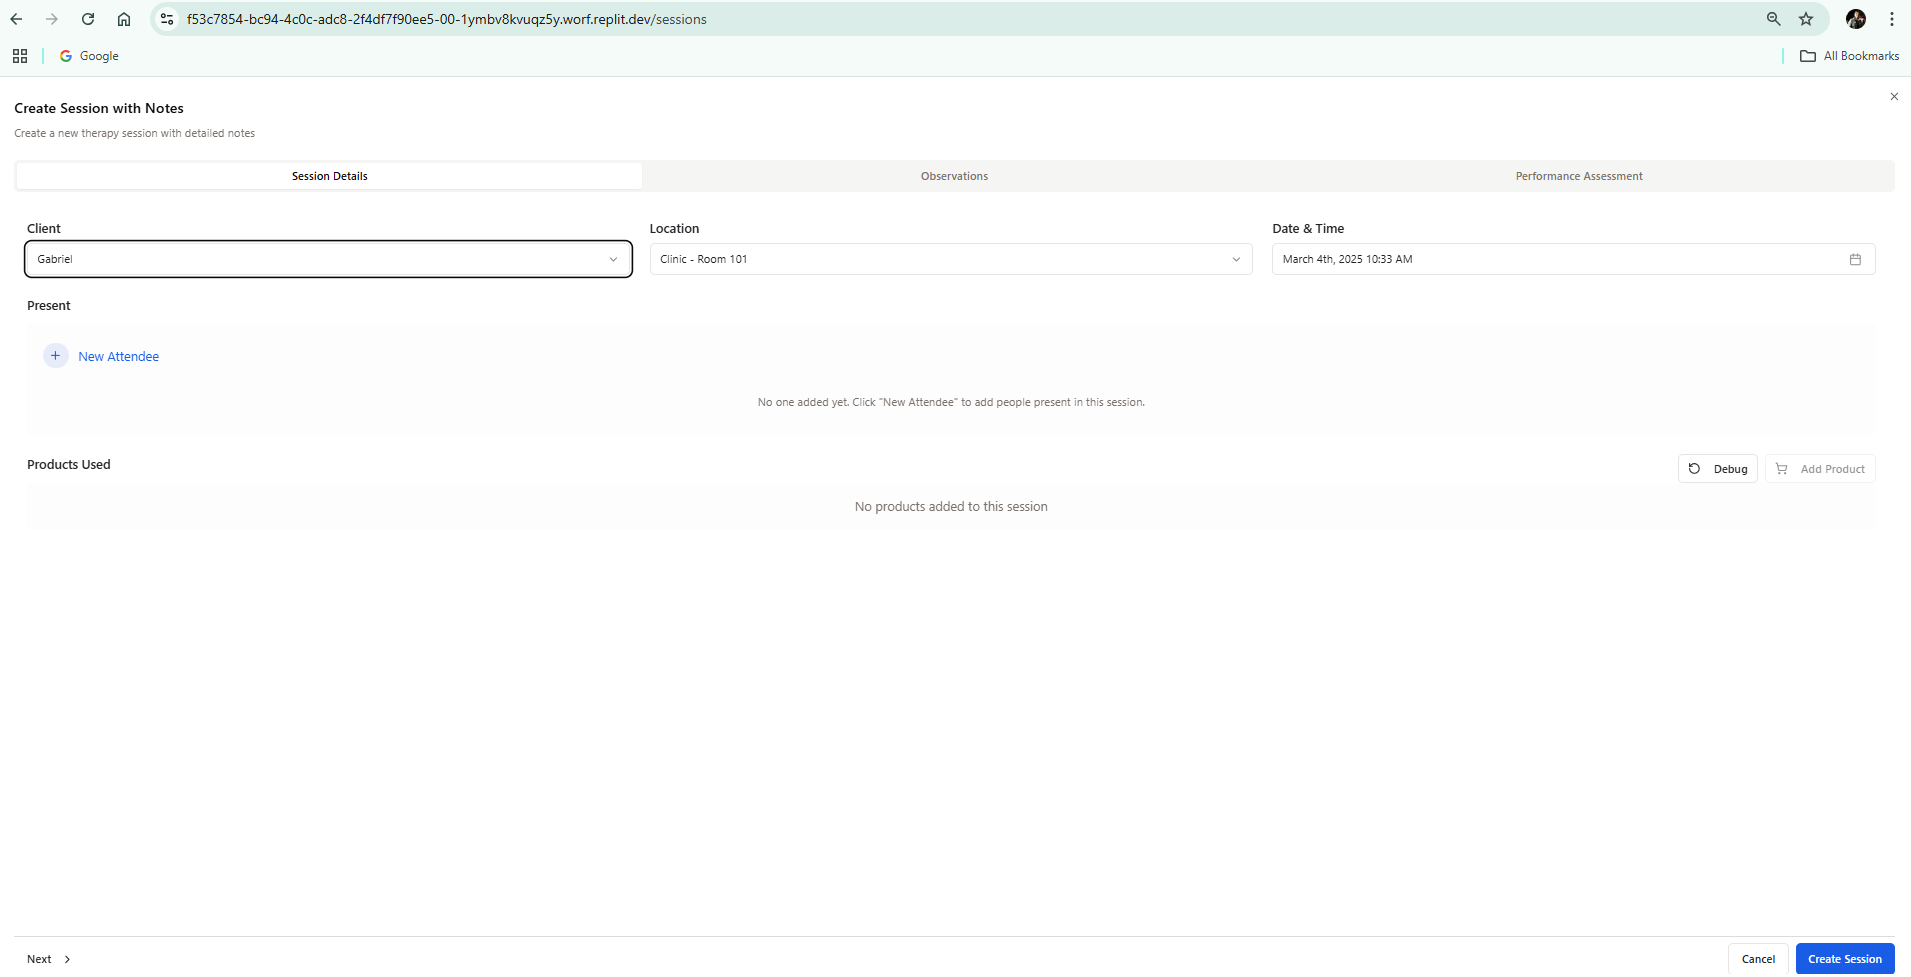 f53c7854-bc94-4c0c-adc8-2f4df7f90ee5-00-1ymbv8kvuqz5y.worf.replit.dev/sessions
Google
All Bookmarks
Create Session with Notes
Create a new therapy session with detailed notes
Session Details
Observations
Performance Assessment
Client
Location
Date & Time
Gabriel
Clinic - Room 101
March 4th, 2025 10:33 AM
Present
New Attendee
No one added yet. Click "New Attendee" to add people present in this session.
Products Used
Debug
Add Product
No products added to this session
Next
Cancel
Create Session